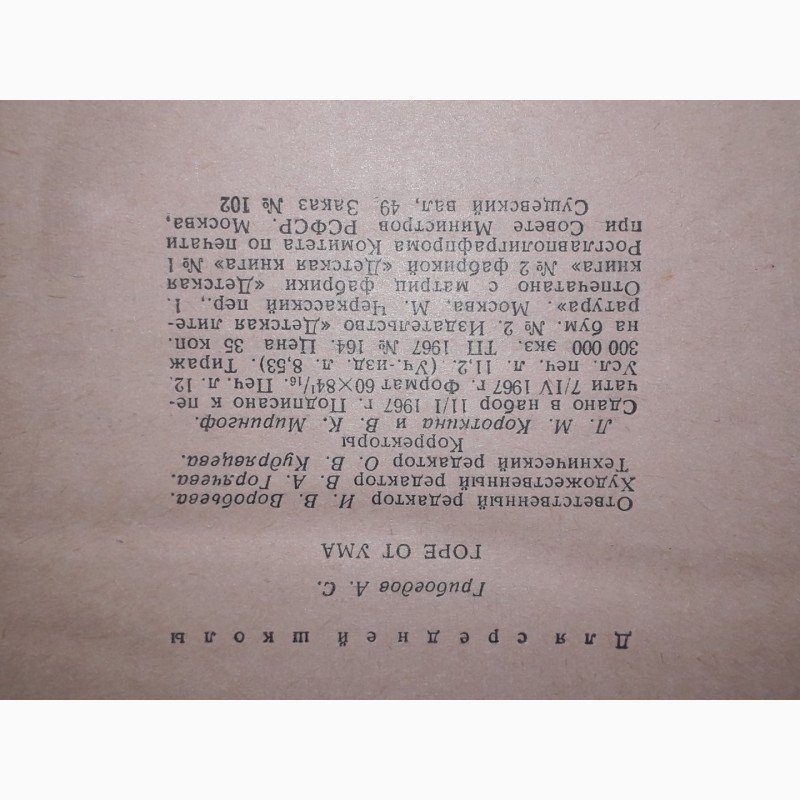 Для средней школы
Грибоедов А. С.
ГОРЕ ОТ УМА
Ответственный редактор И. В. Воробьева.
Художественный редактор В. А. Горячева.
Технический редактор О. В. Кудрявцева.
Корректоры
Л. М. Короткина и В. К. Мирингоф.
Сдано в набор 11/I 1967 г. Подписано к пе-
чати 7/IV 1967 г. Формат 60×84¹/₁₆. Печ. л. 12.
Усл. печ. л. 11,2. (Уч.-изд. л. 8,53). Тираж.
300 000 экз. ТП 1967 № 164. Цена 35 коп.
на бум. № 2. Издательство «Детская лите-
ратура». Москва. М. Черкасский пер., 1.
Отпечатано с матриц фабрики «Детская
книга» № 2 фабрикой «Детская книга» № 1
Росглавполиграфпрома Комитета по печати
при Совете Министров РСФСР. Москва,
Сущевский вал, 49. Заказ № 102